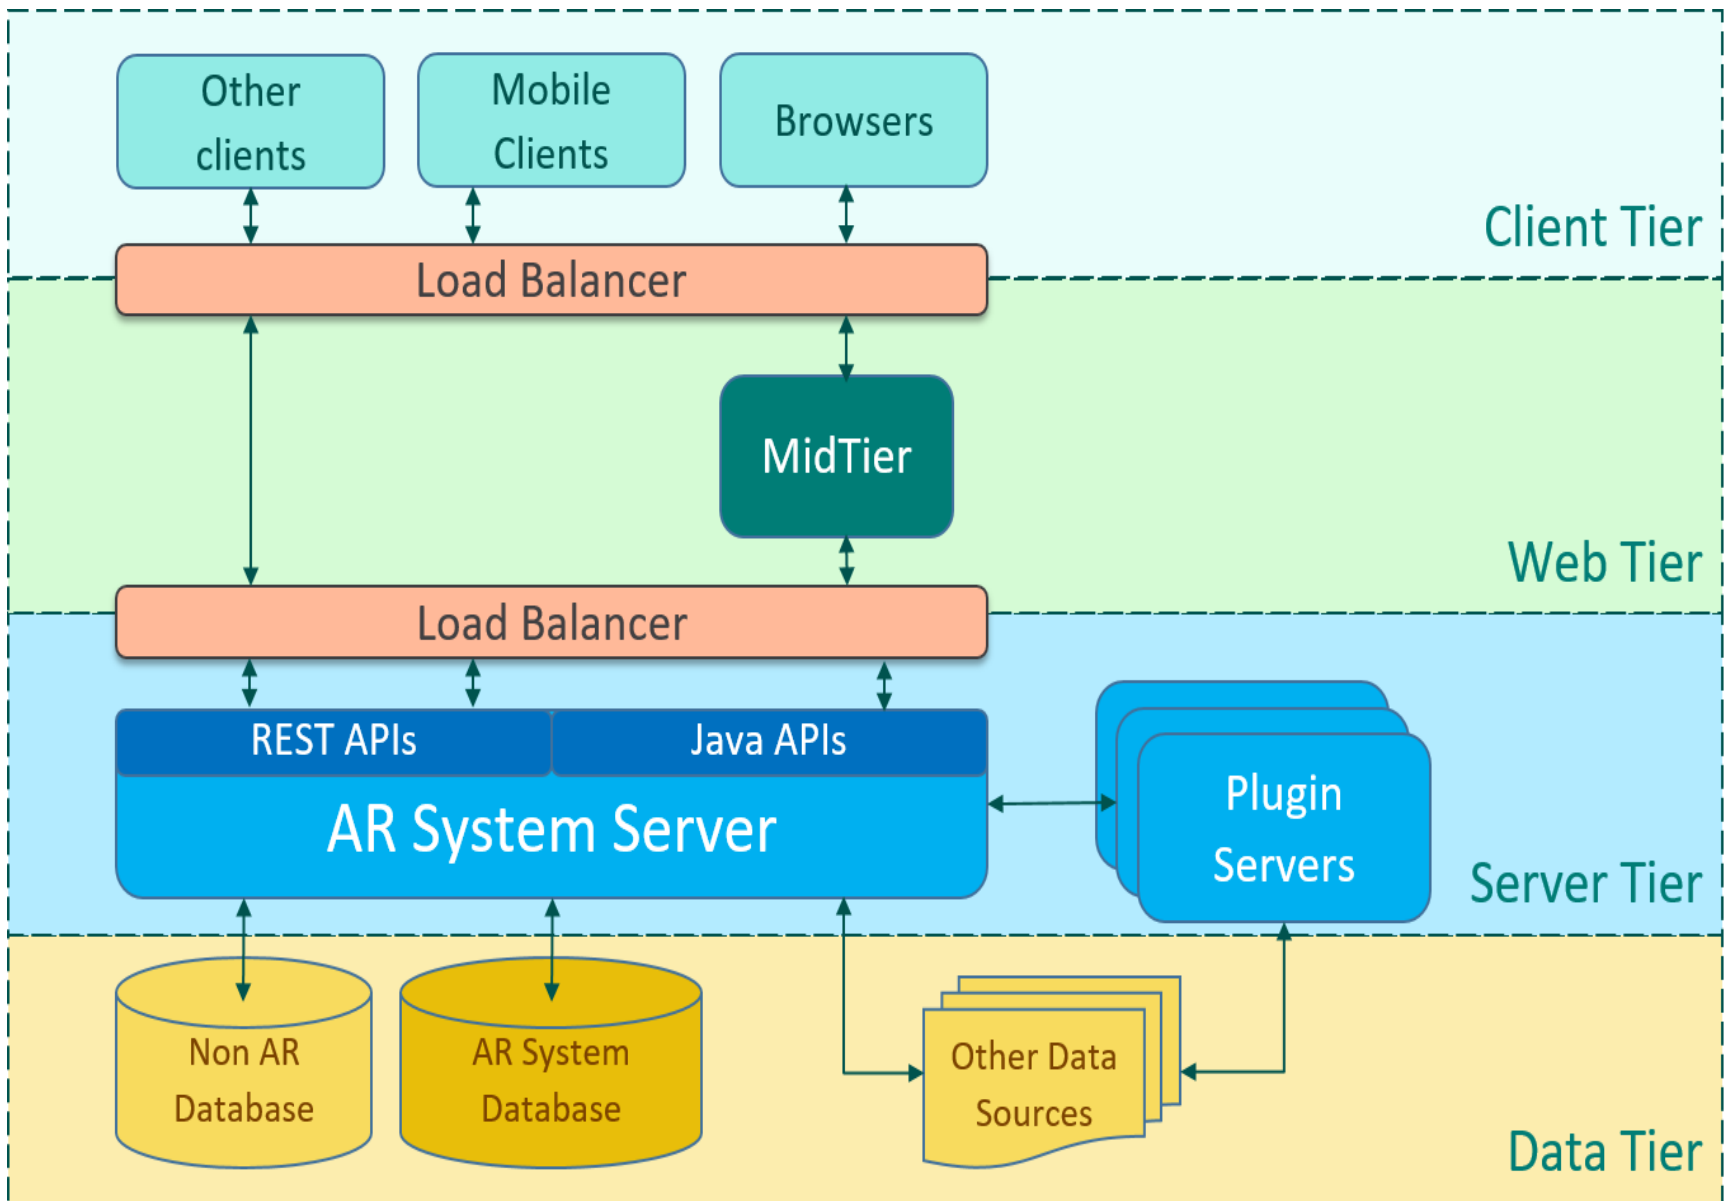 Other
clients
Mobile
Clients
Browsers
Client Tier
Load Balancer
MidTier
Web Tier
Load Balancer
REST APIs
Java APIs
AR System Server
Plugin
Servers
Server Tier
Non AR
Database
AR System
Database
Other Data
Sources
Data Tier